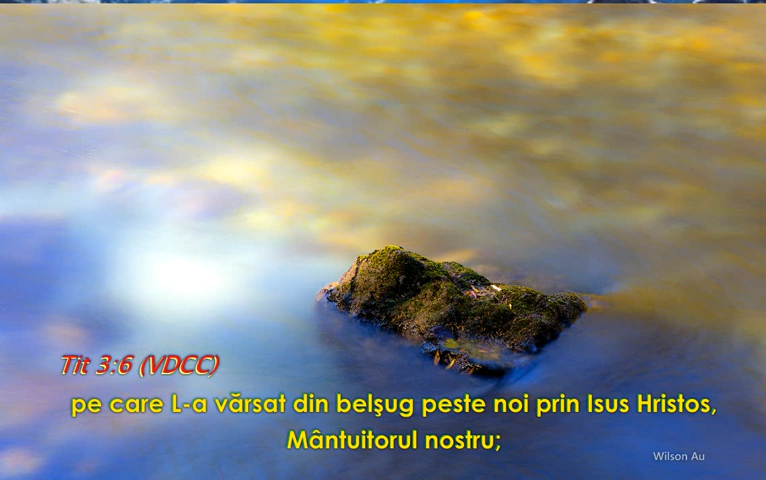 Tit 3:6 (VDCC)
pe care L-a vărsat din belşug peste noi prin Isus Hristos,
Mântuitorul nostru;
Wilson Au